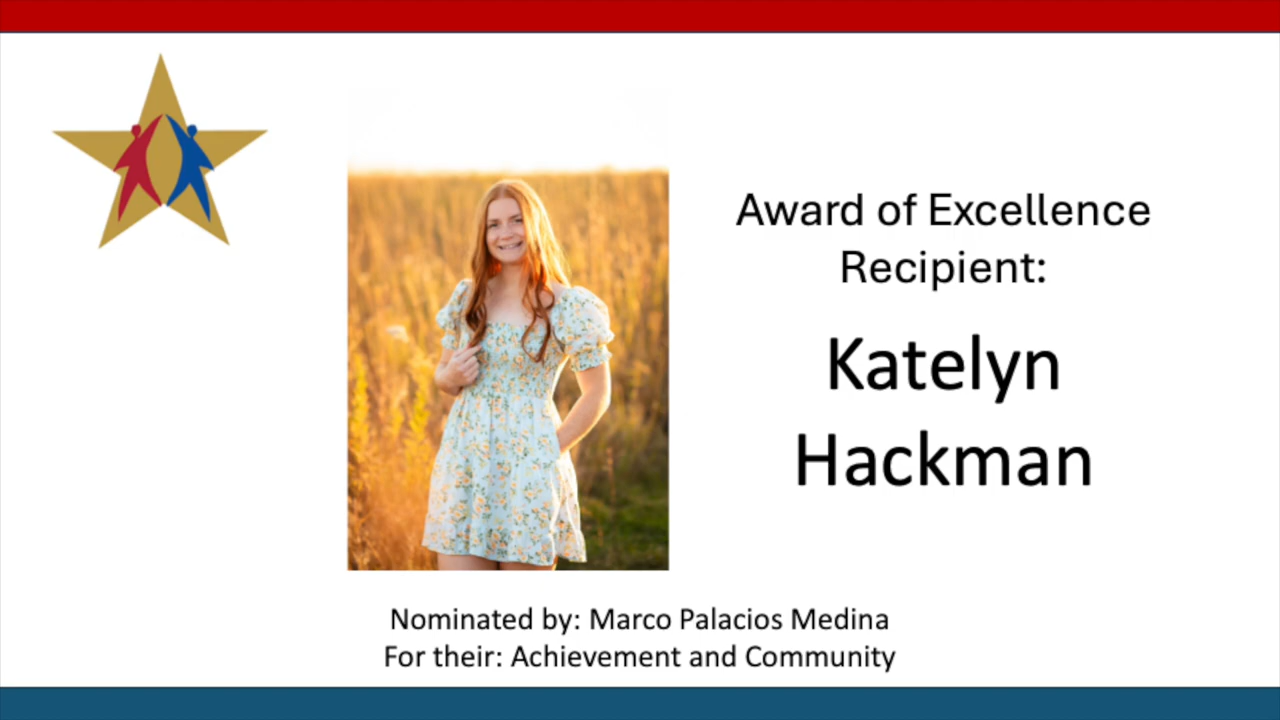 Award of Excellence
Recipient:
Katelyn
Hackman
Nominated by: Marco Palacios Medina
For their: Achievement and Community